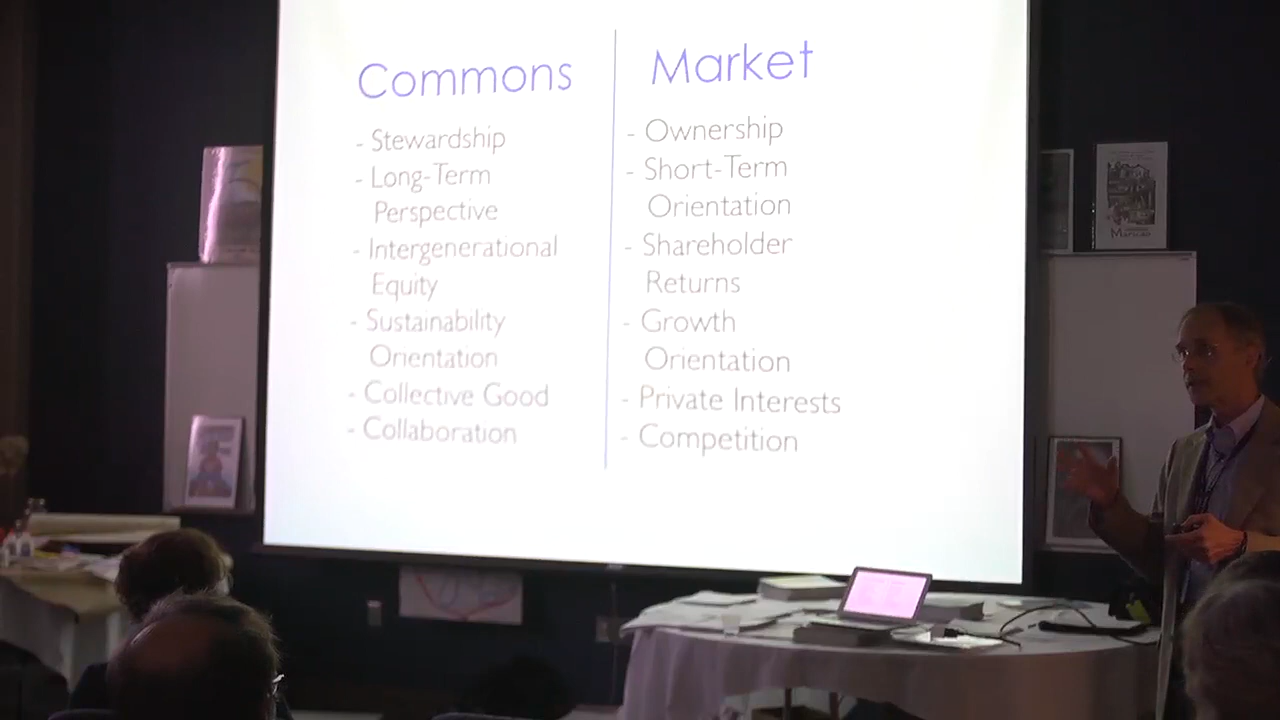 Commons
- Stewardship
- Long-Term
Perspective
- Intergenerational
Equity
- Sustainability
Orientation
- Collective Good
- Collaboration
Market
- Ownership
- Short-Term
Orientation
- Shareholder
Returns
- Growth
Orientation
- Private Interests
- Competition